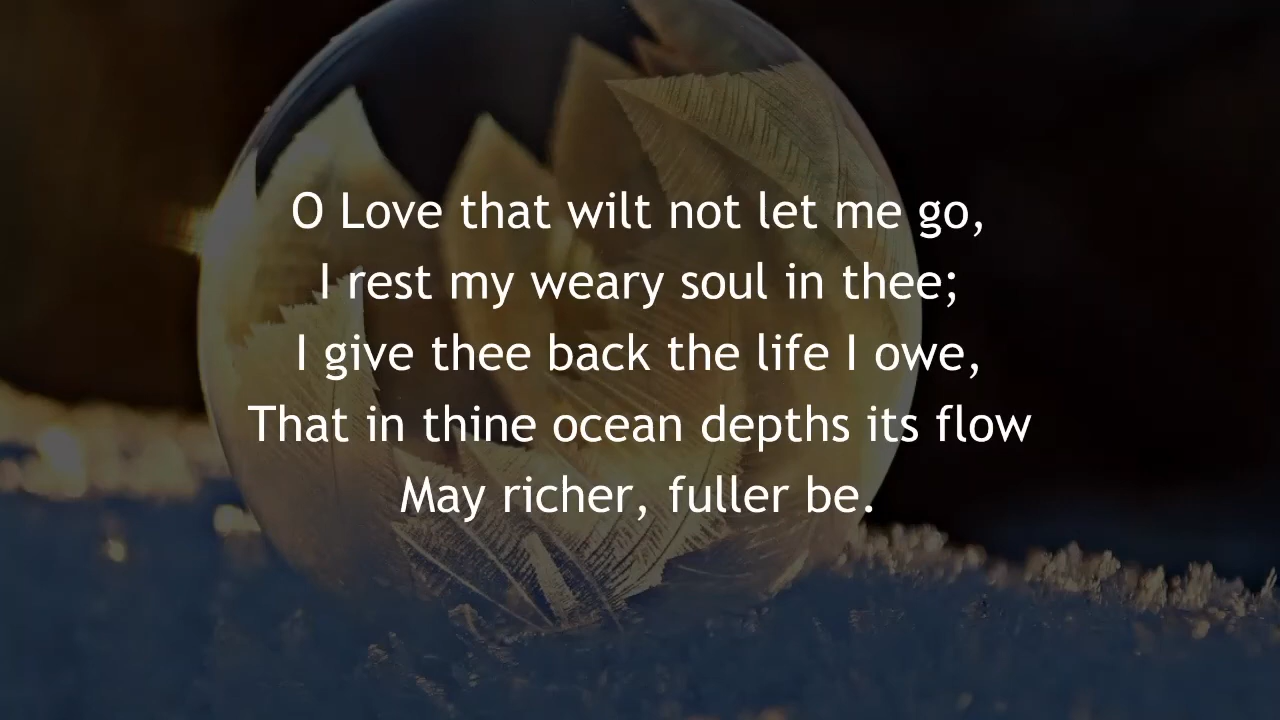 O Love that wilt not let me go,
I rest my weary soul in thee;
I give thee back the life I owe,
That in thine ocean depths its flow
May richer, fuller be.